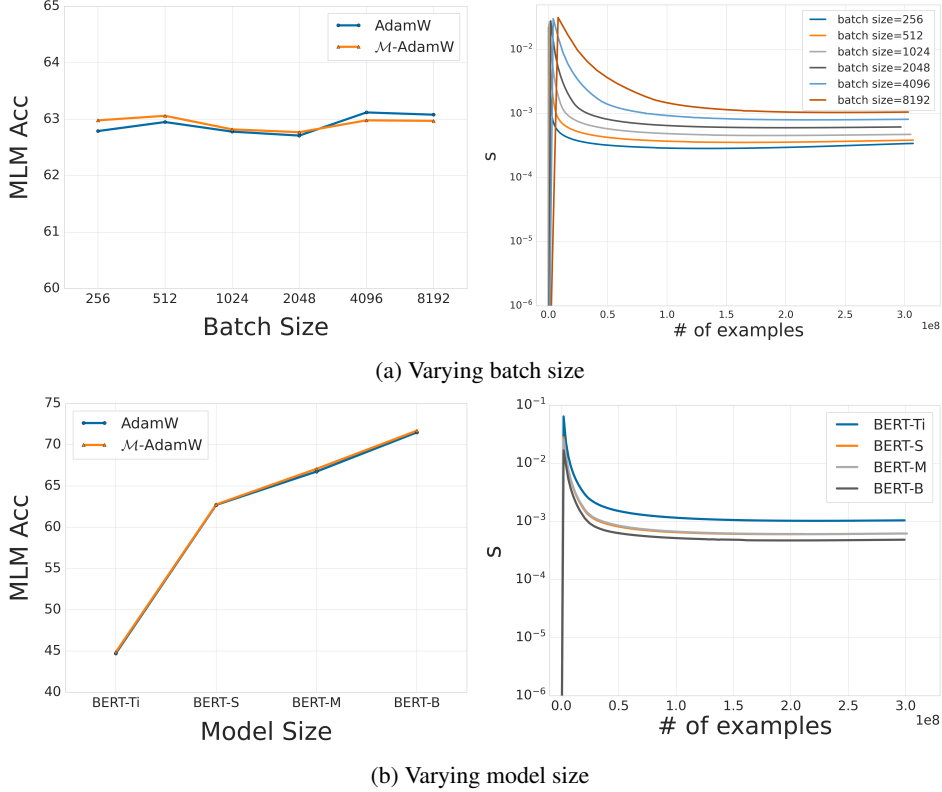 65
64
63
62
61
60
MLM Acc
AdamW
ℳ-AdamW
256 512 1024 2048 4096 8192
Batch Size
10⁻²
10⁻³
10⁻⁴
10⁻⁵
10⁻⁶
s
batch size=256
batch size=512
batch size=1024
batch size=2048
batch size=4096
batch size=8192
0.0 0.5 1.0 1.5 2.0 2.5 3.0
1e8
# of examples
(a) Varying batch size
75
70
65
60
55
50
45
40
MLM Acc
AdamW
ℳ-AdamW
BERT-Ti BERT-S BERT-M BERT-B
Model Size
10⁻¹
10⁻²
10⁻³
10⁻⁴
10⁻⁵
10⁻⁶
s
BERT-Ti
BERT-S
BERT-M
BERT-B
0.0 0.5 1.0 1.5 2.0 2.5 3.0
1e8
# of examples
(b) Varying model size